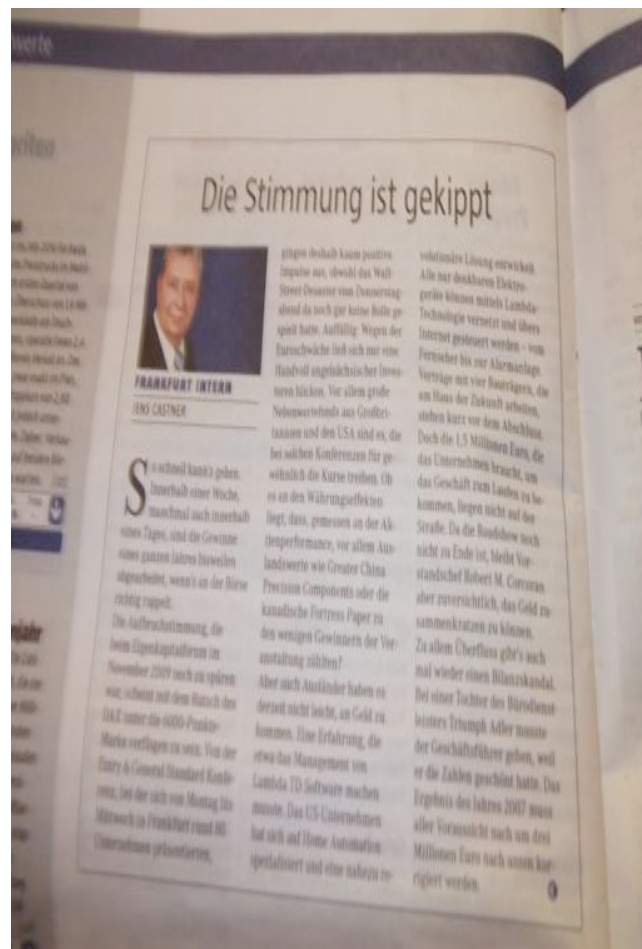 werte
Die Stimmung ist gekippt
FRANKFURT INTERN
JENS CASTNER
So schnell kann's gehen:
Innerhalb einer Woche,
manchmal auch innerhalb
eines Tages, sind die Gewinne
eines ganzen Jahres bisweilen
abgearbeitet, wenn's an der Börse
richtig ruppelt.
Die Aufbruchstimmung, die
beim Eigenkapitalforum im
November 2009 noch zu spüren
war, scheint mit dem Rutsch des
DAX unter die 6000-Punkte-
Marke verflogen zu sein. Von der
Entry & General Standard Konfe-
renz, bei der sich von Montag bis
Mittwoch in Frankfurt rund 80
Unternehmen präsentierten,
gingen deshalb kaum positive
Impulse aus, obwohl das Wall-
Street-Desaster vom Donnerstag-
abend da noch gar keine Rolle ge-
spielt hatte. Auffällig: Wegen der
Euroschwäche ließ sich nur eine
Handvoll angelsächsischer Inves-
toren blicken. Vor allem große
Nebenwertefonds aus Großbri-
tannien und den USA sind es, die
bei solchen Konferenzen für ge-
wöhnlich die Kurse treiben. Ob
es an den Währungseffekten
liegt, dass, gemessen an der Ak-
tienperformance, vor allem Aus-
landswerte wie Greater China
Precision Components oder die
kanadische Fortress Paper zu
den wenigen Gewinnern der Ver-
anstaltung zählten?
Aber auch Ausländer haben es
derzeit nicht leicht, an Geld zu
kommen. Eine Erfahrung, die
etwa das Management von
Lambda TD Software machen
musste. Das US-Unternehmen
hat sich auf Home Automation
spezialisiert und eine nahezu re-
volutionäre Lösung entwickelt.
Alle nur denkbaren Elektro-
geräte können mittels Lambda-
Technologie vernetzt und übers
Internet gesteuert werden – vom
Fernseher bis zur Alarmanlage.
Verträge mit vier Bauträgern, die
am Haus der Zukunft arbeiten,
stehen kurz vor dem Abschluss.
Doch die 1,5 Millionen Euro, die
das Unternehmen braucht, um
das Geschäft zum Laufen zu be-
kommen, liegen nicht auf der
Straße. Da die Roadshow noch
nicht zu Ende ist, bleibt Vor-
standschef Robert M. Corcoran
aber zuversichtlich, das Geld zu-
sammenkratzen zu können.
Zu allem Überfluss gibt's auch
mal wieder einen Bilanzskandal.
Bei einer Tochter des Bürodienst-
leisters Triumph Adler musste
der Geschäftsführer gehen, weil
er die Zahlen geschönt hatte. Das
Ergebnis des Jahres 2007 muss
aller Voraussicht nach um drei
Millionen Euro nach unten kor-
rigiert werden.